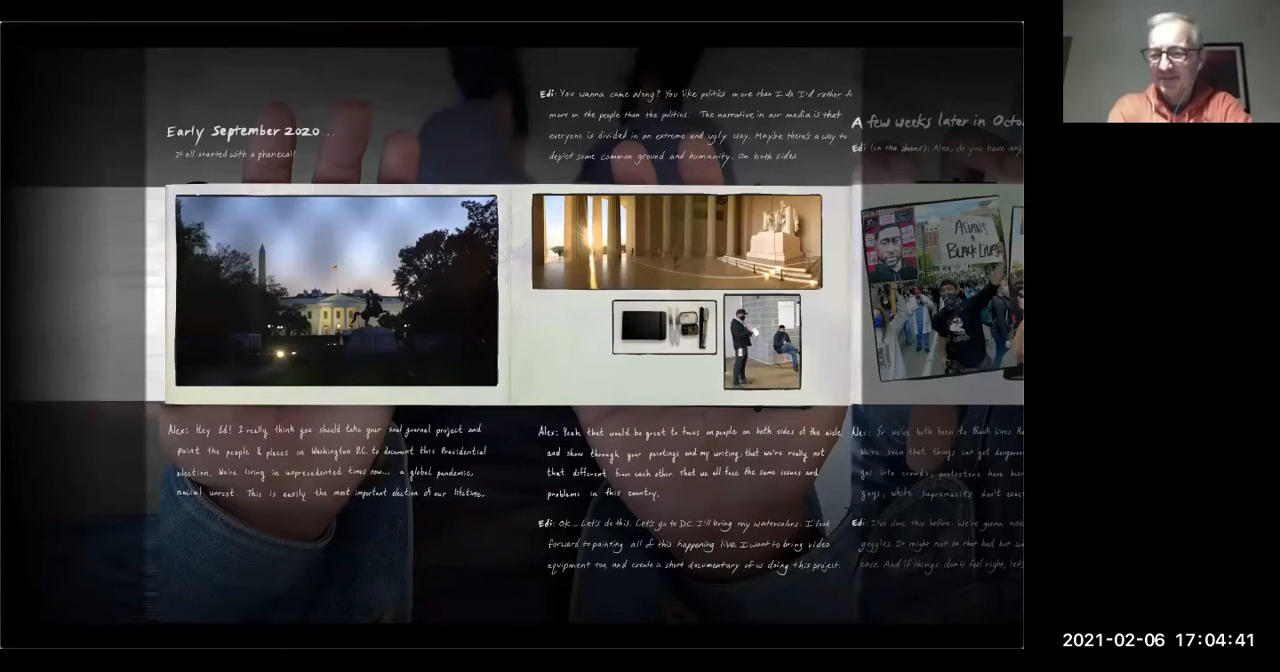 Early September 2020...
It all started with a phonecall
Alex: Hey Ed! I really think you should take your soul journal project and
paint the people & places in Washington D.C. to document this Presidential
election. We're living in unprecedented times now... a global pandemic,
racial unrest. This is easily the most important election of our lifetime.
Edi: You wanna come along? You like politics more than I do I'd rather
more on the people than the politics. The narrative in our media is that
everyone is divided in an extreme and ugly way. Maybe there's a way to
depict some common ground and humanity. On both sides.
Alex: Yeah that would be great to focus on people on both sides of the aisle
and show through your paintings and my writing, that we're really not
that different from each other. That we all face the same issues and
problems in this country.
Edi: OK... Let's do this. Let's go to D.C. I'll bring my watercolors. I look
forward to painting all of this happening live. I want to bring video
equipment too, and create a short documentary of us doing this project.
A few weeks later in Octo
Edi (on the phone): Alex, do you have any
ASIANS
BLACK LIVES
Alex: So we've both been to Black Lives
We've seen that things can get dangerous
gas into crowds, protesters have been
guys, white supremacists don't exac
Edi: I've done this before. We're gonna nee
goggles. It might not be that bad but
case. And if things don't feel right, let's
2021-02-06 17:04:41